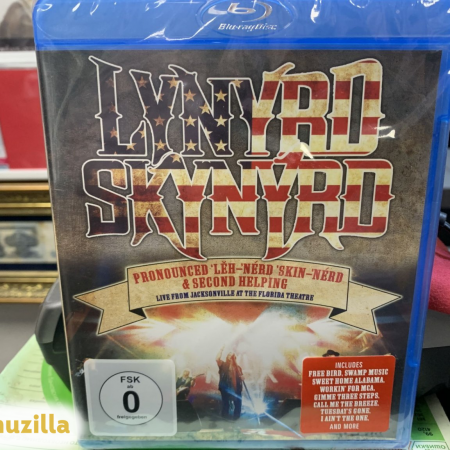 Blu-ray Disc
LYNYRD
SKYNYRD
PRONOUNCED 'LĔH-'NÉRD 'SKIN-'NÉRD
& SECOND HELPING
LIVE FROM JACKSONVILLE AT THE FLORIDA THEATRE
INCLUDES
FREE BIRD, SWAMP MUSIC
SWEET HOME ALABAMA,
WORKIN' FOR MCA,
GIMME THREE STEPS,
CALL ME THE BREEZE,
TUESDAY'S GONE,
I AIN'T THE ONE,
AND MORE
FSK
ab
0
freigegeben
auzilla